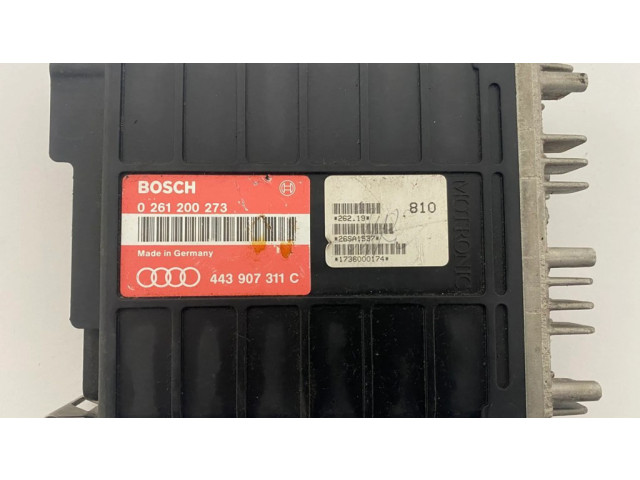 BOSCH
0 261 200 273
Made in Germany
443 907 311 C
810
*262.19*
*26SA1537*
*1736000174*
MOTRONIC